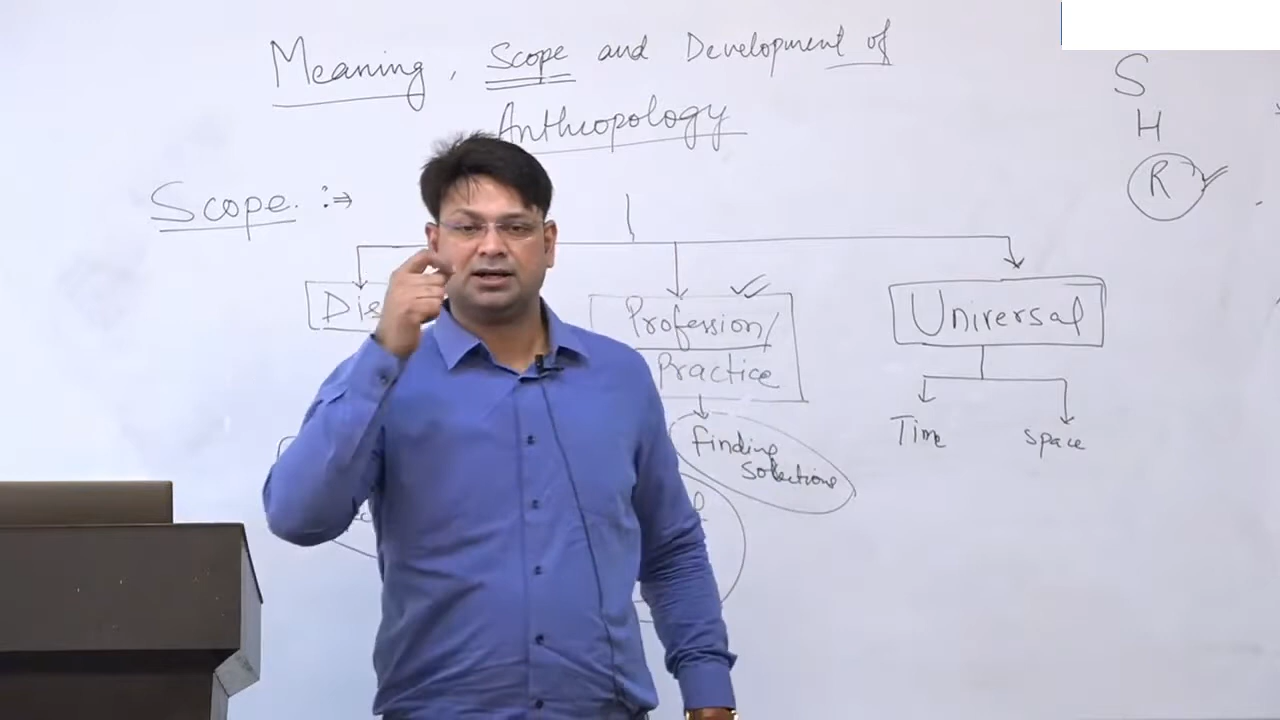 Meaning, Scope and Development of
Anthropology
S
H
R
Scope :⇒
Profession/
Practice
Universal
finding
solutions
Time
space